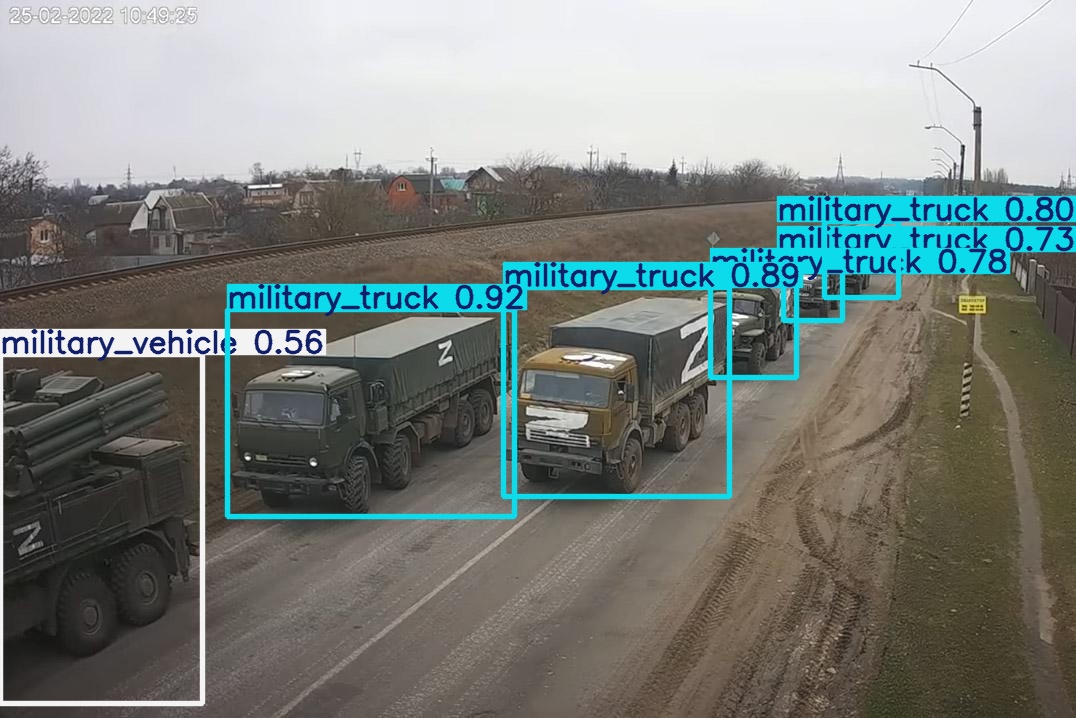 25-02-2022 10:49:25
military_truck 0.80
military_truck 0.73
military_truck 0.78
military_truck 0.89
military_truck 0.92
military_vehicle 0.56
Z
Z
Z
Z
Z